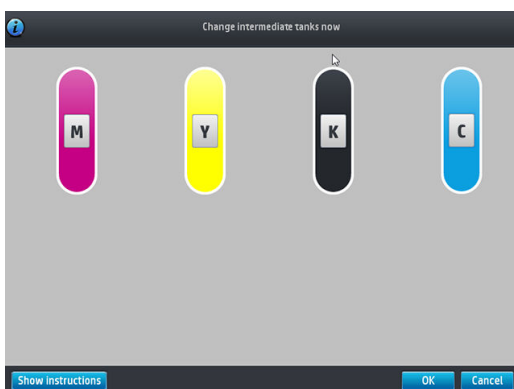 i
Change intermediate tanks now
M Y K C
Show instructions OK Cancel